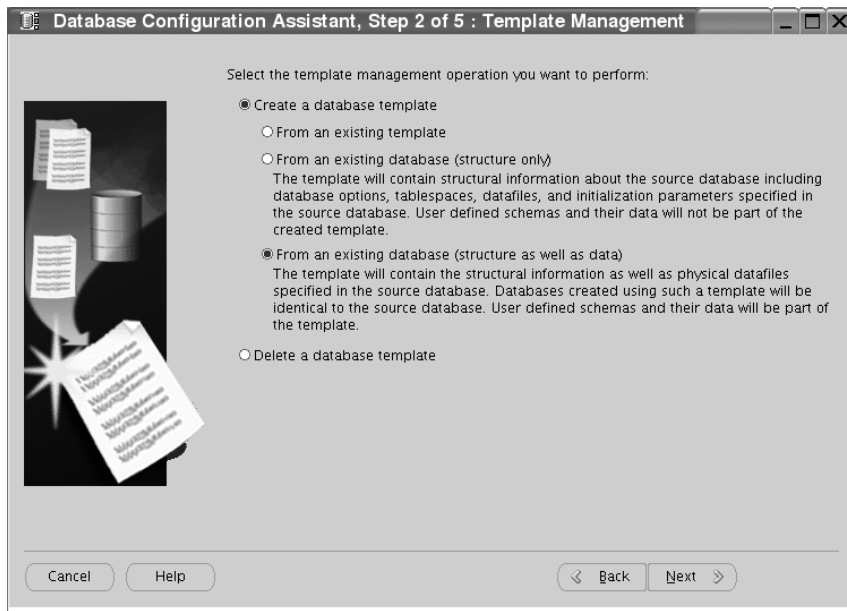 Database Configuration Assistant, Step 2 of 5 : Template Management
Select the template management operation you want to perform:
Create a database template
From an existing template
From an existing database (structure only)
The template will contain structural information about the source database including
database options, tablespaces, datafiles, and initialization parameters specified in
the source database. User defined schemas and their data will not be part of the
created template.
From an existing database (structure as well as data)
The template will contain the structural information as well as physical datafiles
specified in the source database. Databases created using such a template will be
identical to the source database. User defined schemas and their data will be part of
the template.
Delete a database template
Cancel
Help
Back
Next